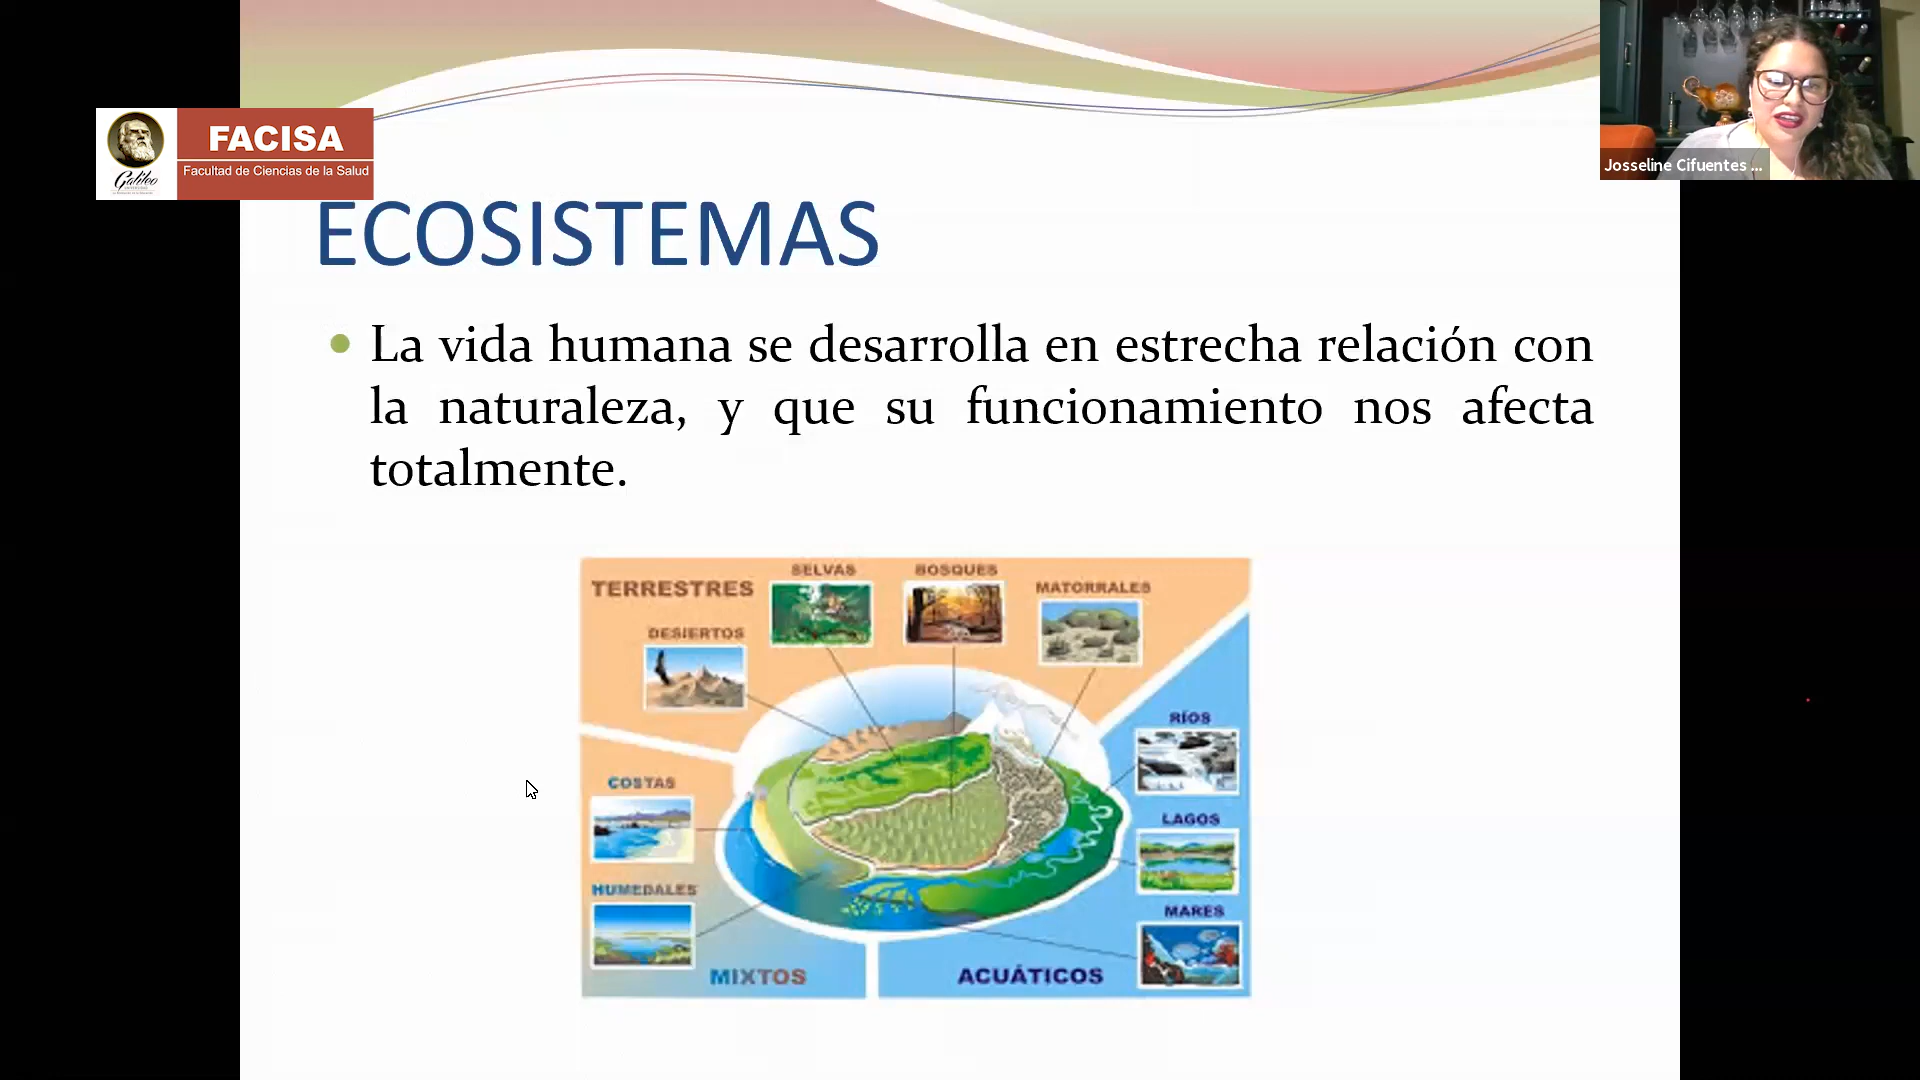 FACISA
Facultad de Ciencias de la Salud
Galileo
Josseline Cifuentes ...
ECOSISTEMAS
La vida humana se desarrolla en estrecha relación con
la naturaleza, y que su funcionamiento nos afecta
totalmente.
TERRESTRES
SELVAS
BOSQUES
MATORRALES
DESIERTOS
RÍOS
COSTAS
LAGOS
HUMEDALES
MARES
MIXTOS
ACUÁTICOS